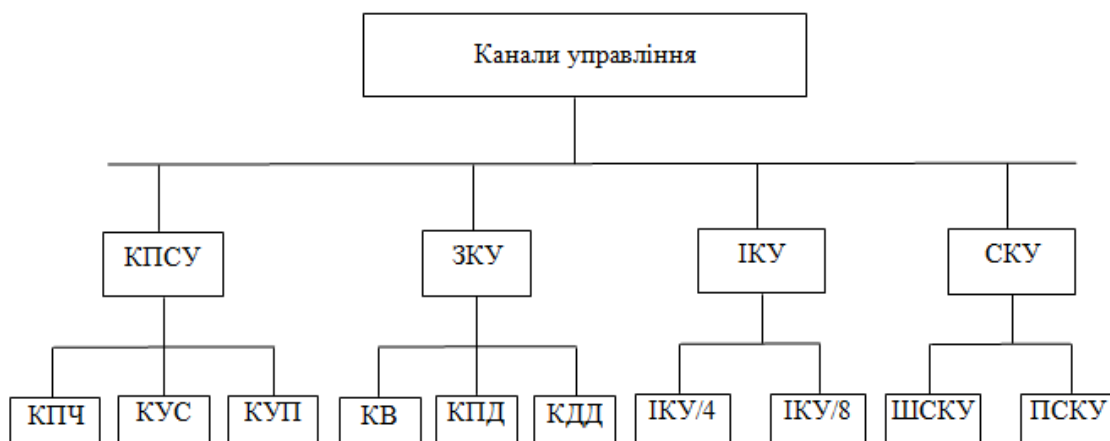 Канали управління
КПСУ
ЗКУ
ІКУ
СКУ
КПЧ
КУС
КУП
КВ
КПД
КДД
ІКУ/4
ІКУ/8
ШСКУ
ПСКУ